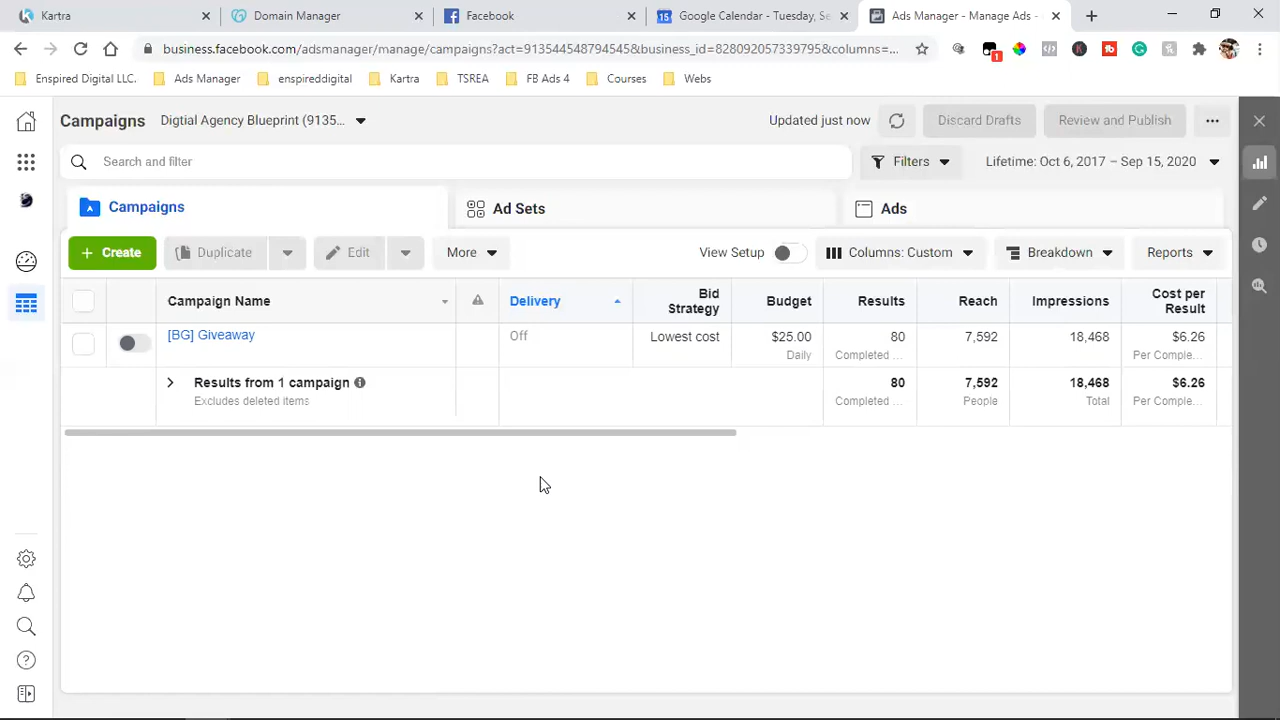 Kartra
Domain Manager
Facebook
Google Calendar - Tuesday, Se
Ads Manager - Manage Ads -
business.facebook.com/adsmanager/manage/campaigns?act=913544548794545&business_id=828092057339795&columns=...
1
Enspired Digital LLC.
Ads Manager
enspireddigital
Kartra
TSREA
FB Ads 4
Courses
Webs
Campaigns
Digtial Agency Blueprint (9135...
Updated just now
Discard Drafts
Review and Publish
Search and filter
Filters
Lifetime: Oct 6, 2017 – Sep 15, 2020
Campaigns
Ad Sets
Ads
+ Create
Duplicate
Edit
More
View Setup
Columns: Custom
Breakdown
Reports
Campaign Name
Delivery
Bid Strategy
Budget
Results
Reach
Impressions
Cost per Result
[BG] Giveaway
Off
Lowest cost
$25.00
Daily
80
Completed ...
7,592
18,468
$6.26
Per Comple...
Results from 1 campaign
Excludes deleted items
80
Completed ...
7,592
People
18,468
Total
$6.26
Per Comple...